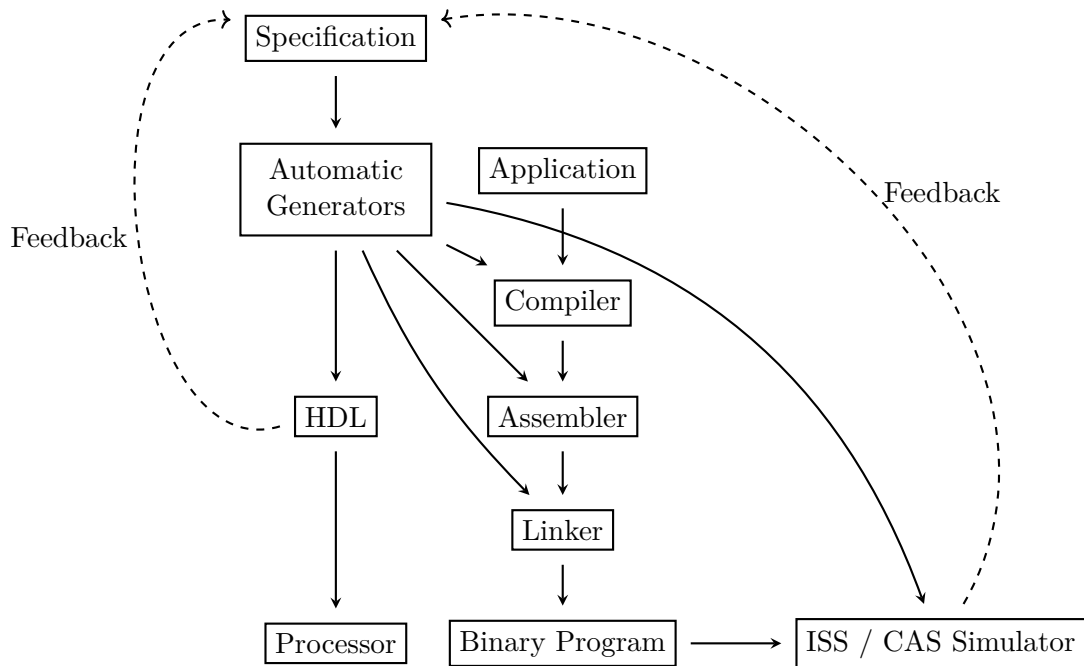 Specification
Automatic
Generators
Application
Feedback
Feedback
Compiler
HDL
Assembler
Linker
Processor
Binary Program
ISS / CAS Simulator